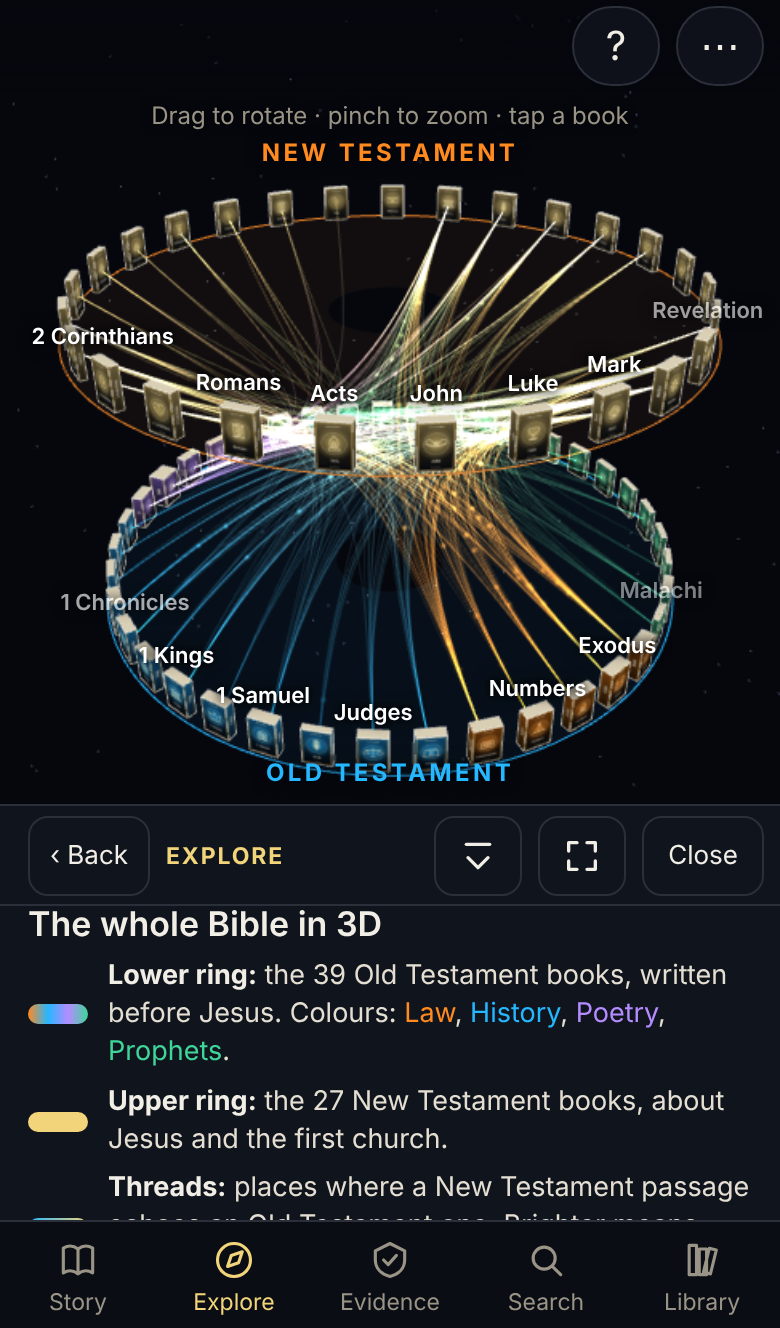 ?
...
Drag to rotate · pinch to zoom · tap a book
NEW TESTAMENT
Revelation
2 Corinthians
Mark
Romans
Acts
John
Luke
1 Chronicles
Malachi
1 Kings
Exodus
1 Samuel
Numbers
Judges
OLD TESTAMENT
‹ Back
EXPLORE
Close
The whole Bible in 3D
Lower ring: the 39 Old Testament books, written
before Jesus. Colours: Law, History, Poetry,
Prophets.
Upper ring: the 27 New Testament books, about
Jesus and the first church.
Threads: places where a New Testament passage
Story
Explore
Evidence
Search
Library